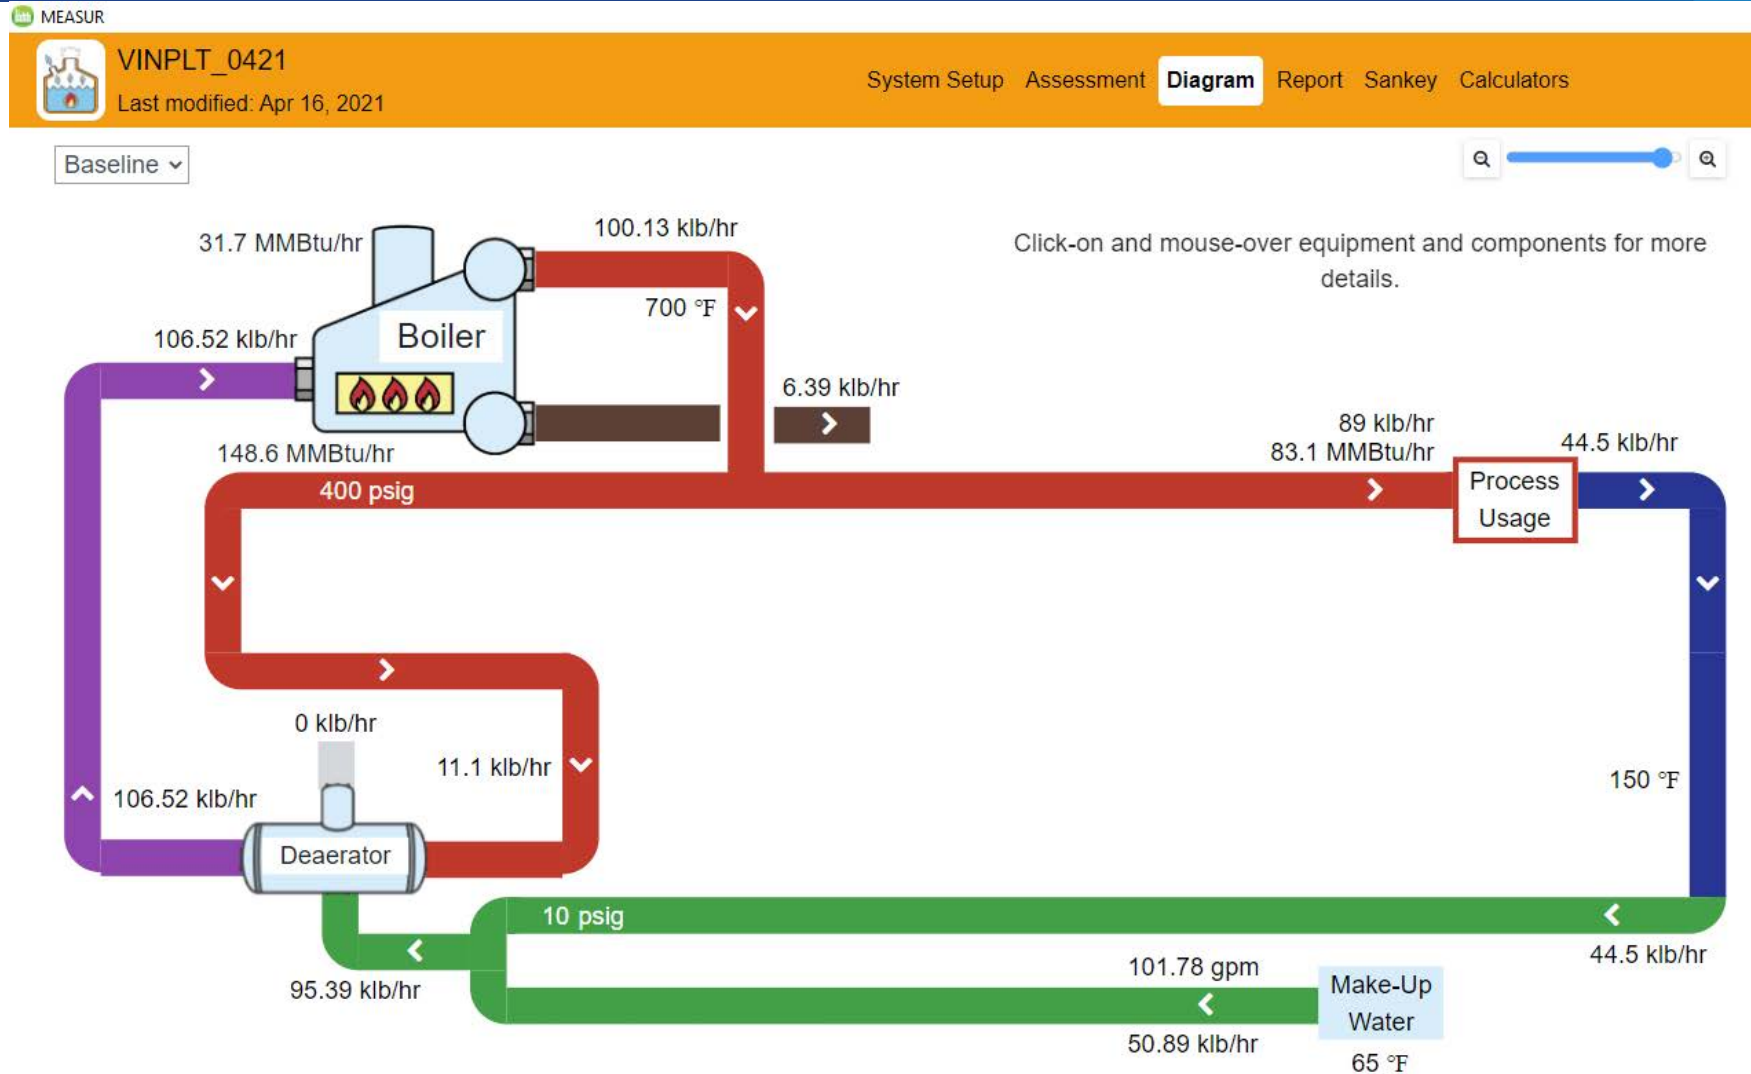 MEASUR
VINPLT_0421
Last modified: Apr 16, 2021
System Setup Assessment Diagram Report Sankey Calculators
Baseline
31.7 MMBtu/hr
100.13 klb/hr
Click-on and mouse-over equipment and components for more
details.
700 °F
106.52 klb/hr
Boiler
6.39 klb/hr
148.6 MMBtu/hr
89 klb/hr
83.1 MMBtu/hr
44.5 klb/hr
400 psig
Process
Usage
0 klb/hr
11.1 klb/hr
106.52 klb/hr
150 °F
Deaerator
10 psig
44.5 klb/hr
95.39 klb/hr
101.78 gpm
Make-Up
Water
50.89 klb/hr
65 °F